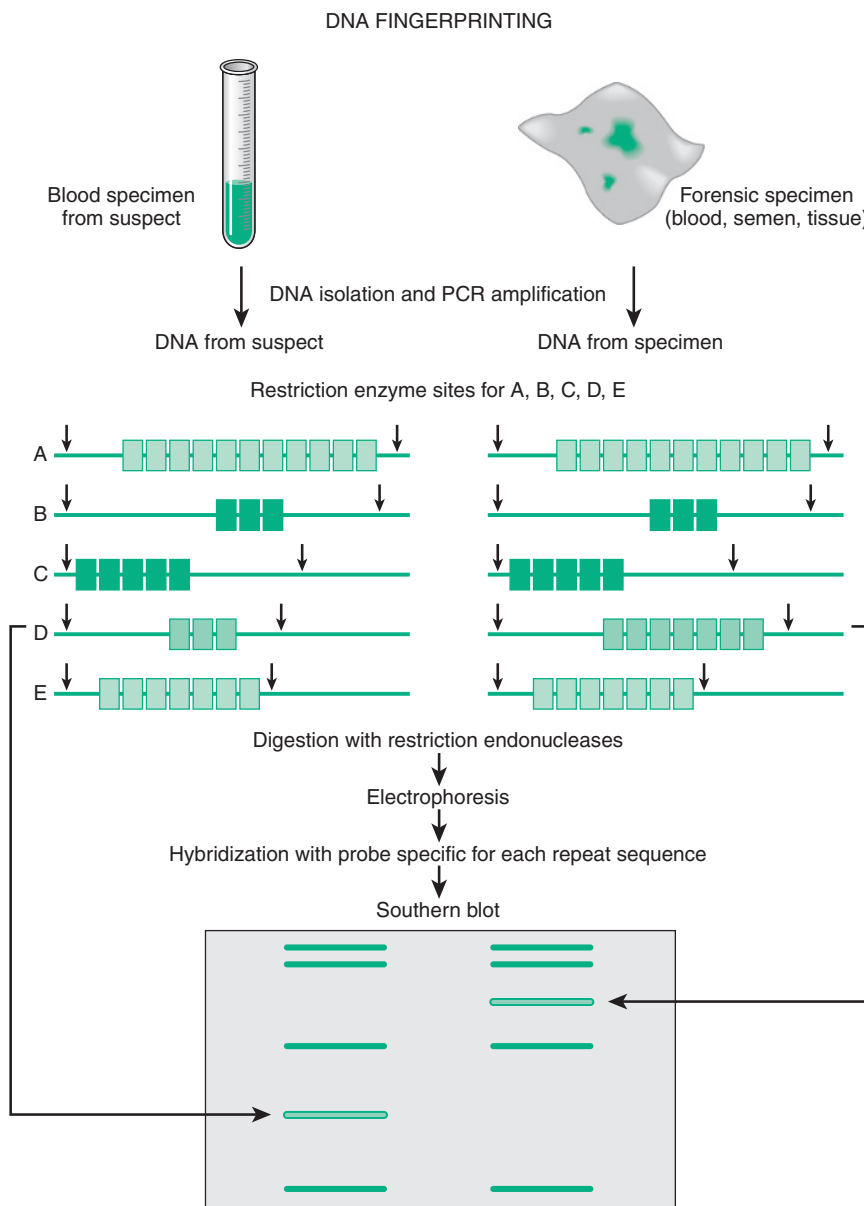 DNA FINGERPRINTING
Blood specimen
from suspect
Forensic specimen
(blood, semen, tissue)
DNA isolation and PCR amplification
DNA from suspect
DNA from specimen
Restriction enzyme sites for A, B, C, D, E
A
B
C
D
E
Digestion with restriction endonucleases
Electrophoresis
Hybridization with probe specific for each repeat sequence
Southern blot